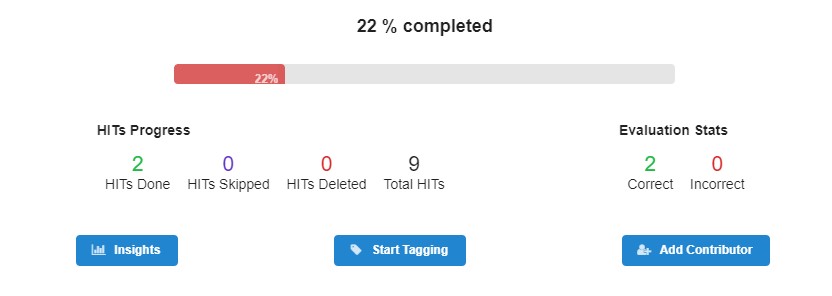 22 % completed
22%
HITs Progress
Evaluation Stats
2 0 0 9
2 0
HITs Done HITs Skipped HITs Deleted Total HITs
Correct Incorrect
Insights
Start Tagging
Add Contributor